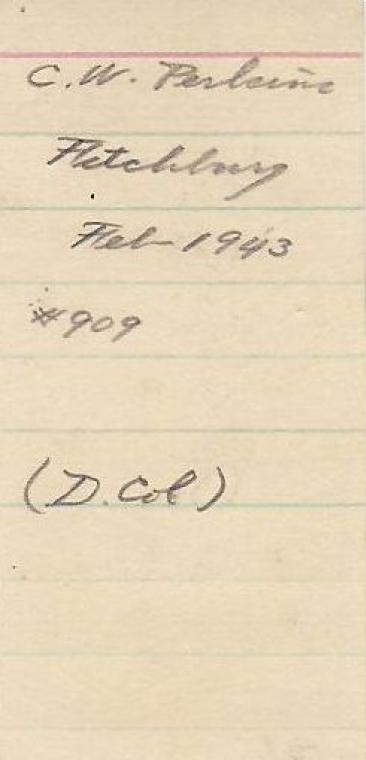 C.W. Perkins
Fitchburg
Feb 1943
#909
(D. Col)